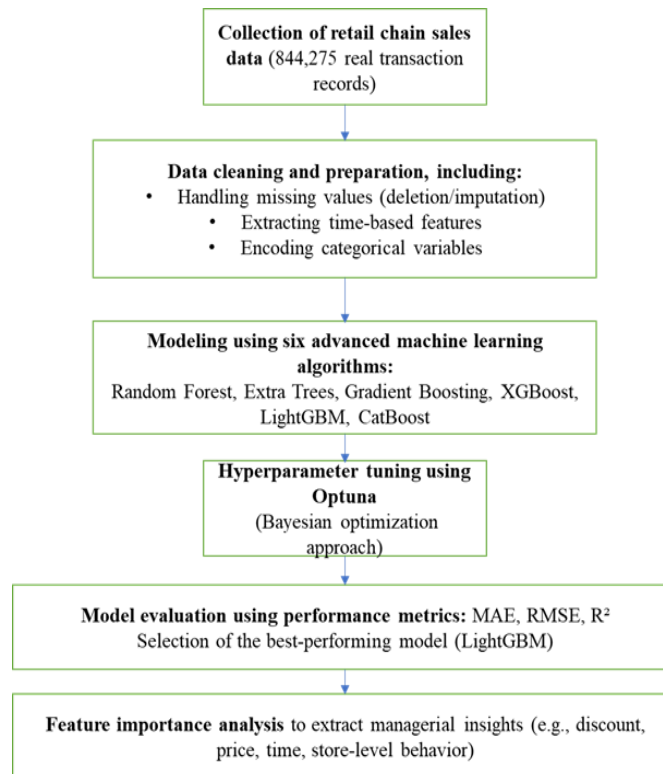 Collection of retail chain sales
data (844,275 real transaction
records)
Data cleaning and preparation, including:
• Handling missing values (deletion/imputation)
• Extracting time-based features
• Encoding categorical variables
Modeling using six advanced machine learning
algorithms:
Random Forest, Extra Trees, Gradient Boosting, XGBoost,
LightGBM, CatBoost
Hyperparameter tuning using
Optuna
(Bayesian optimization
approach)
Model evaluation using performance metrics: MAE, RMSE, R²
Selection of the best-performing model (LightGBM)
Feature importance analysis to extract managerial insights (e.g., discount,
price, time, store-level behavior)